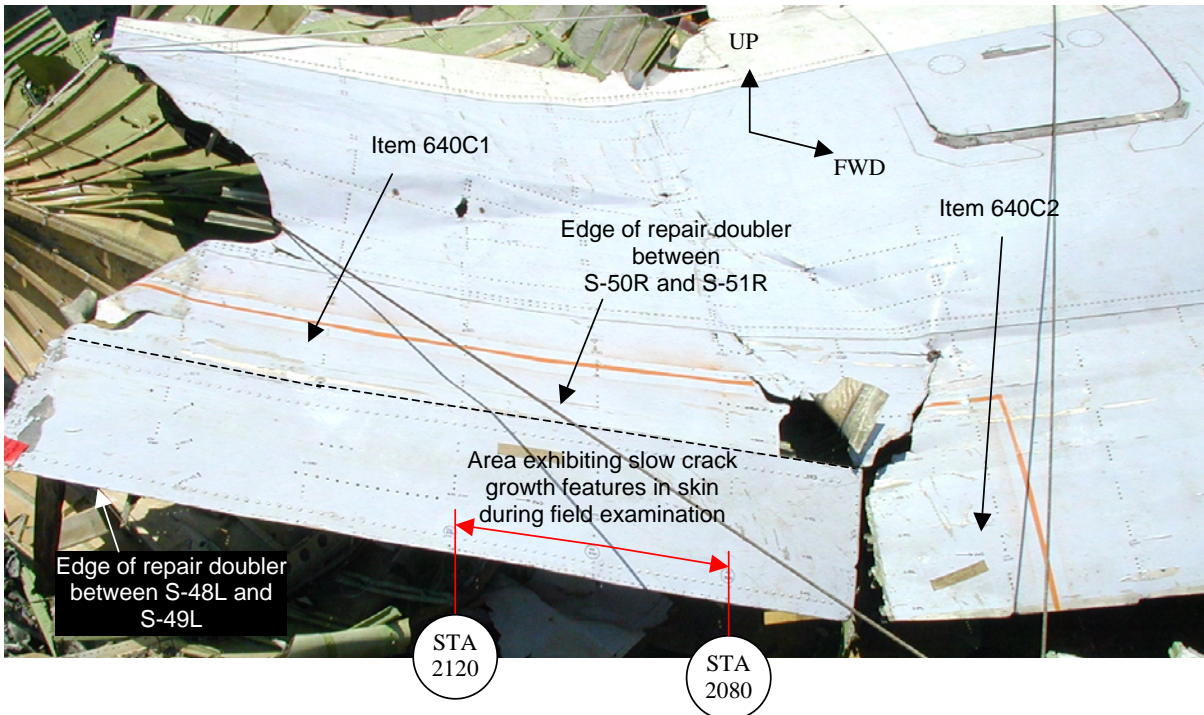 UP
FWD
Item 640C1
Item 640C2
Edge of repair doubler
between
S-50R and S-51R
Area exhibiting slow crack
growth features in skin
during field examination
Edge of repair doubler
between S-48L and
S-49L
STA
2120
STA
2080